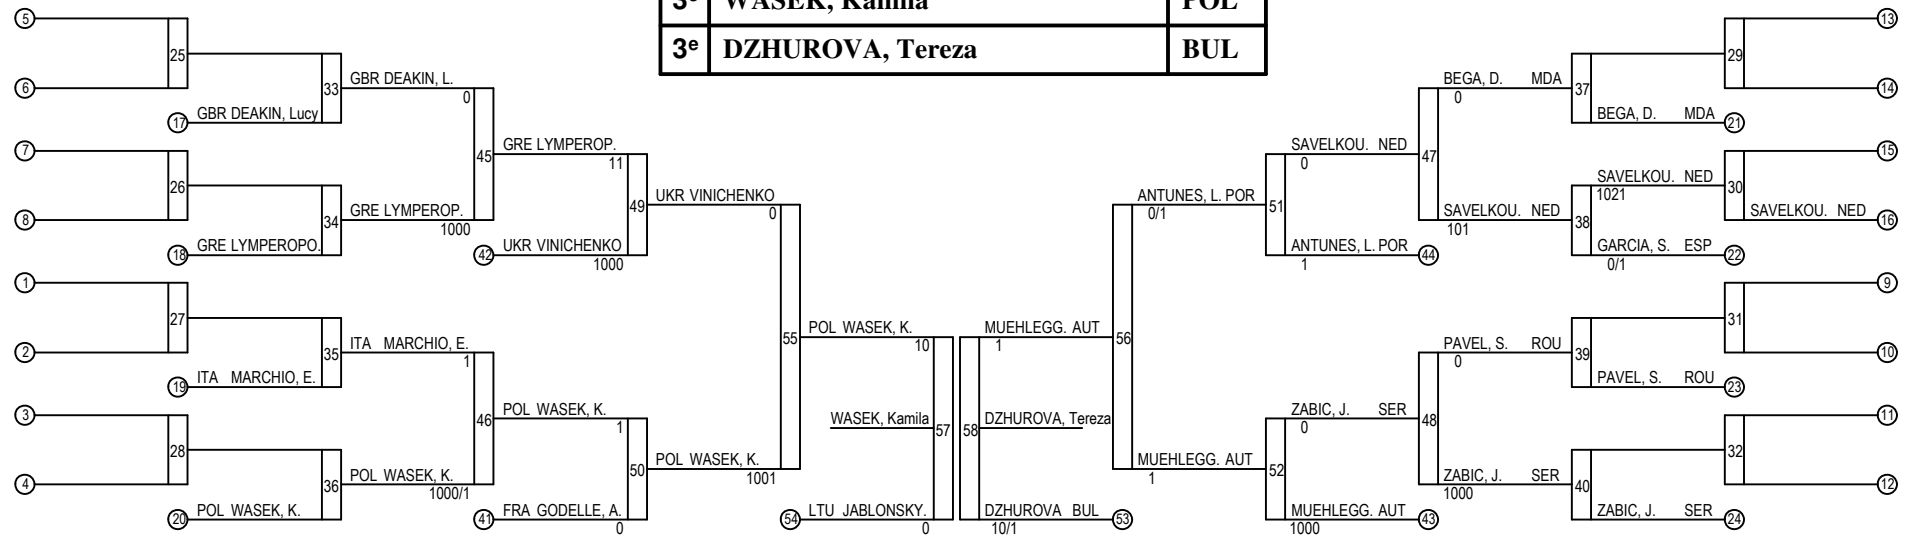 3e WASEK, Kamila POL
3e DZHUROVA, Tereza BUL
5
25
6
33
GBR DEAKIN, L.
0
17 GBR DEAKIN, Lucy
7
26
8
34
45
GRE LYMPEROP.
11
GRE LYMPEROP.
1000
18 GRE LYMPEROPO.
49
UKR VINICHENKO
0
42 UKR VINICHENKO
1000
1
27
2
35
ITA MARCHIO, E.
1
19 ITA MARCHIO, E.
3
28
4
36
46
POL WASEK, K.
1
POL WASEK, K.
1000/1
20 POL WASEK, K.
50
POL WASEK, K.
1001
41 FRA GODELLE, A.
0
55
POL WASEK, K.
10
WASEK, Kamila
57
54 LTU JABLONSKY.
0
MUEHLEGG. AUT
1
58
DZHUROVA, Tereza
DZHUROVA BUL
10/1
53
56
ANTUNES, L. POR
0/1
51
SAVELKOU. NED
0
ANTUNES, L. POR
1
44
47
BEGA, D. MDA
0
37
BEGA, D. MDA
21
29
13
14
SAVELKOU. NED
101
38
SAVELKOU. NED
1021
30
15
SAVELKOU. NED
16
GARCIA, S. ESP
0/1
22
MUEHLEGG. AUT
1
52
ZABIC, J. SER
0
MUEHLEGG. AUT
1000
43
48
PAVEL, S. ROU
0
39
PAVEL, S. ROU
23
31
9
10
ZABIC, J. SER
1000
40
32
11
12
ZABIC, J. SER
24